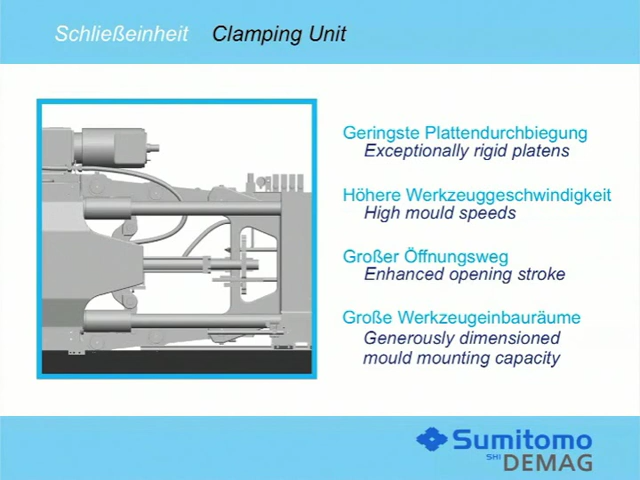 Schließeinheit Clamping Unit
Geringste Plattendurchbiegung
Exceptionally rigid platens
Höhere Werkzeuggeschwindigkeit
High mould speeds
Großer Öffnungsweg
Enhanced opening stroke
Große Werkzeugeinbauräume
Generously dimensioned
mould mounting capacity
Sumitomo
SHI DEMAG